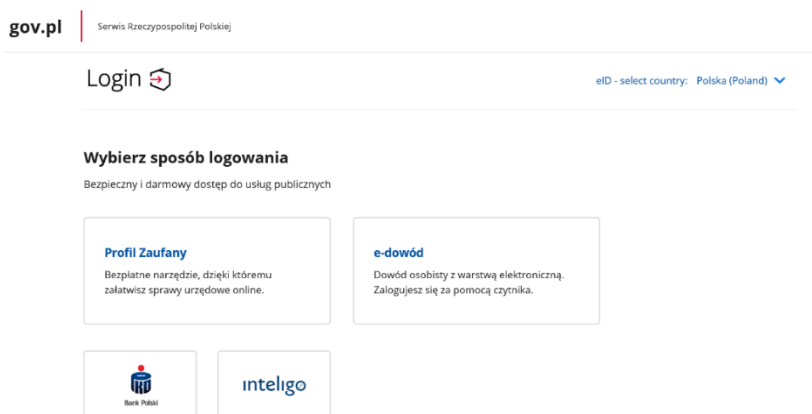 gov.pl
Serwis Rzeczypospolitej Polskiej
Login
eID - select country: Polska (Poland)
Wybierz sposób logowania
Bezpieczny i darmowy dostęp do usług publicznych
Profil Zaufany
Bezpłatne narzędzie, dzięki któremu
załatwisz sprawy urzędowe online.
e-dowód
Dowód osobisty z warstwą elektroniczną.
Zalogujesz się za pomocą czytnika.
Bank Polski
inteligo